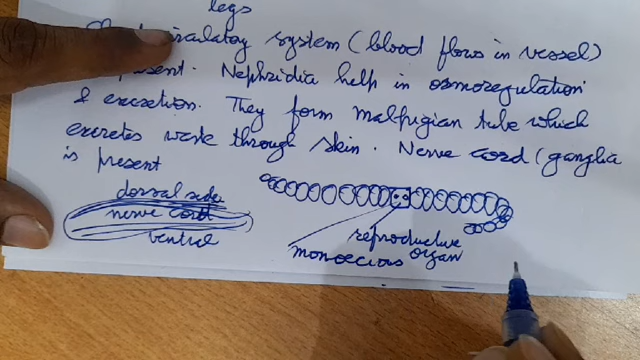 legs
circulatory system (blood flows in vessel)
present. Nephridia help in osmoregulation
& excretion. They form malpigian tube which
excretes waste through skin. Nerve cord (ganglia
is present
dorsal side
nerve cord
ventral
reproductive
organ
monoecious